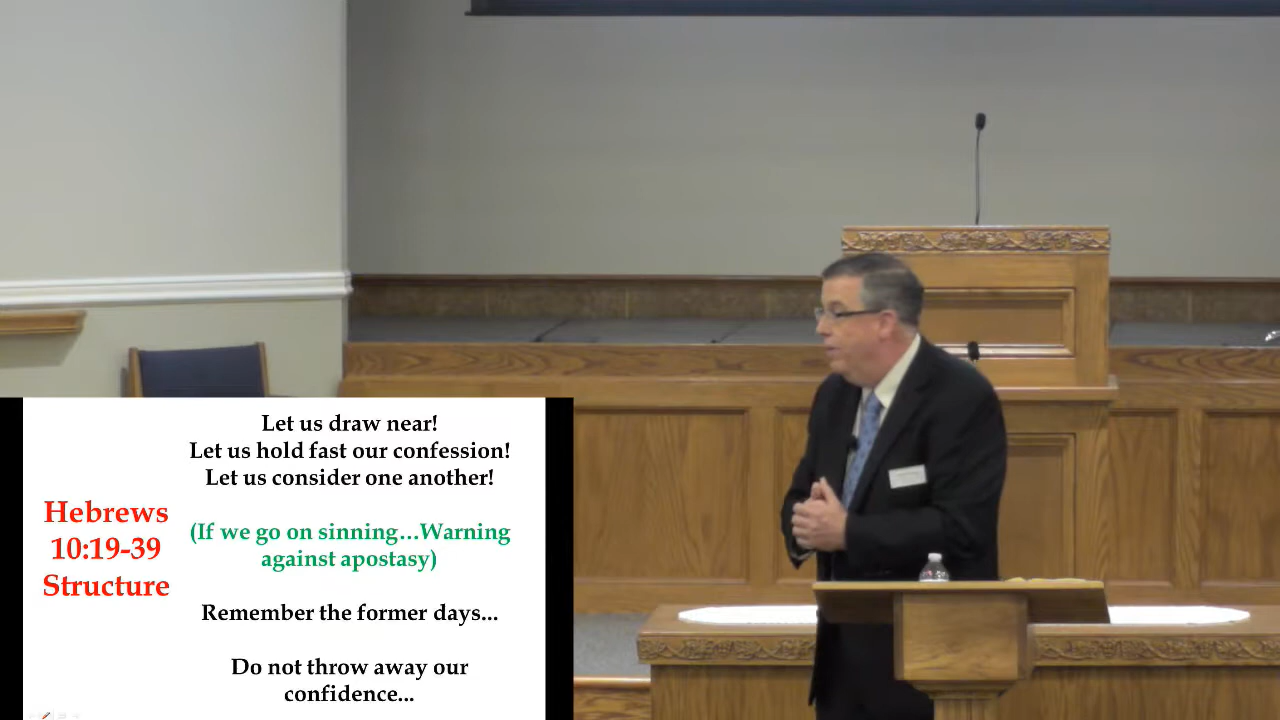 Let us draw near!
Let us hold fast our confession!
Let us consider one another!
Hebrews
10:19-39
Structure
(If we go on sinning...Warning
against apostasy)
Remember the former days...
Do not throw away our
confidence...